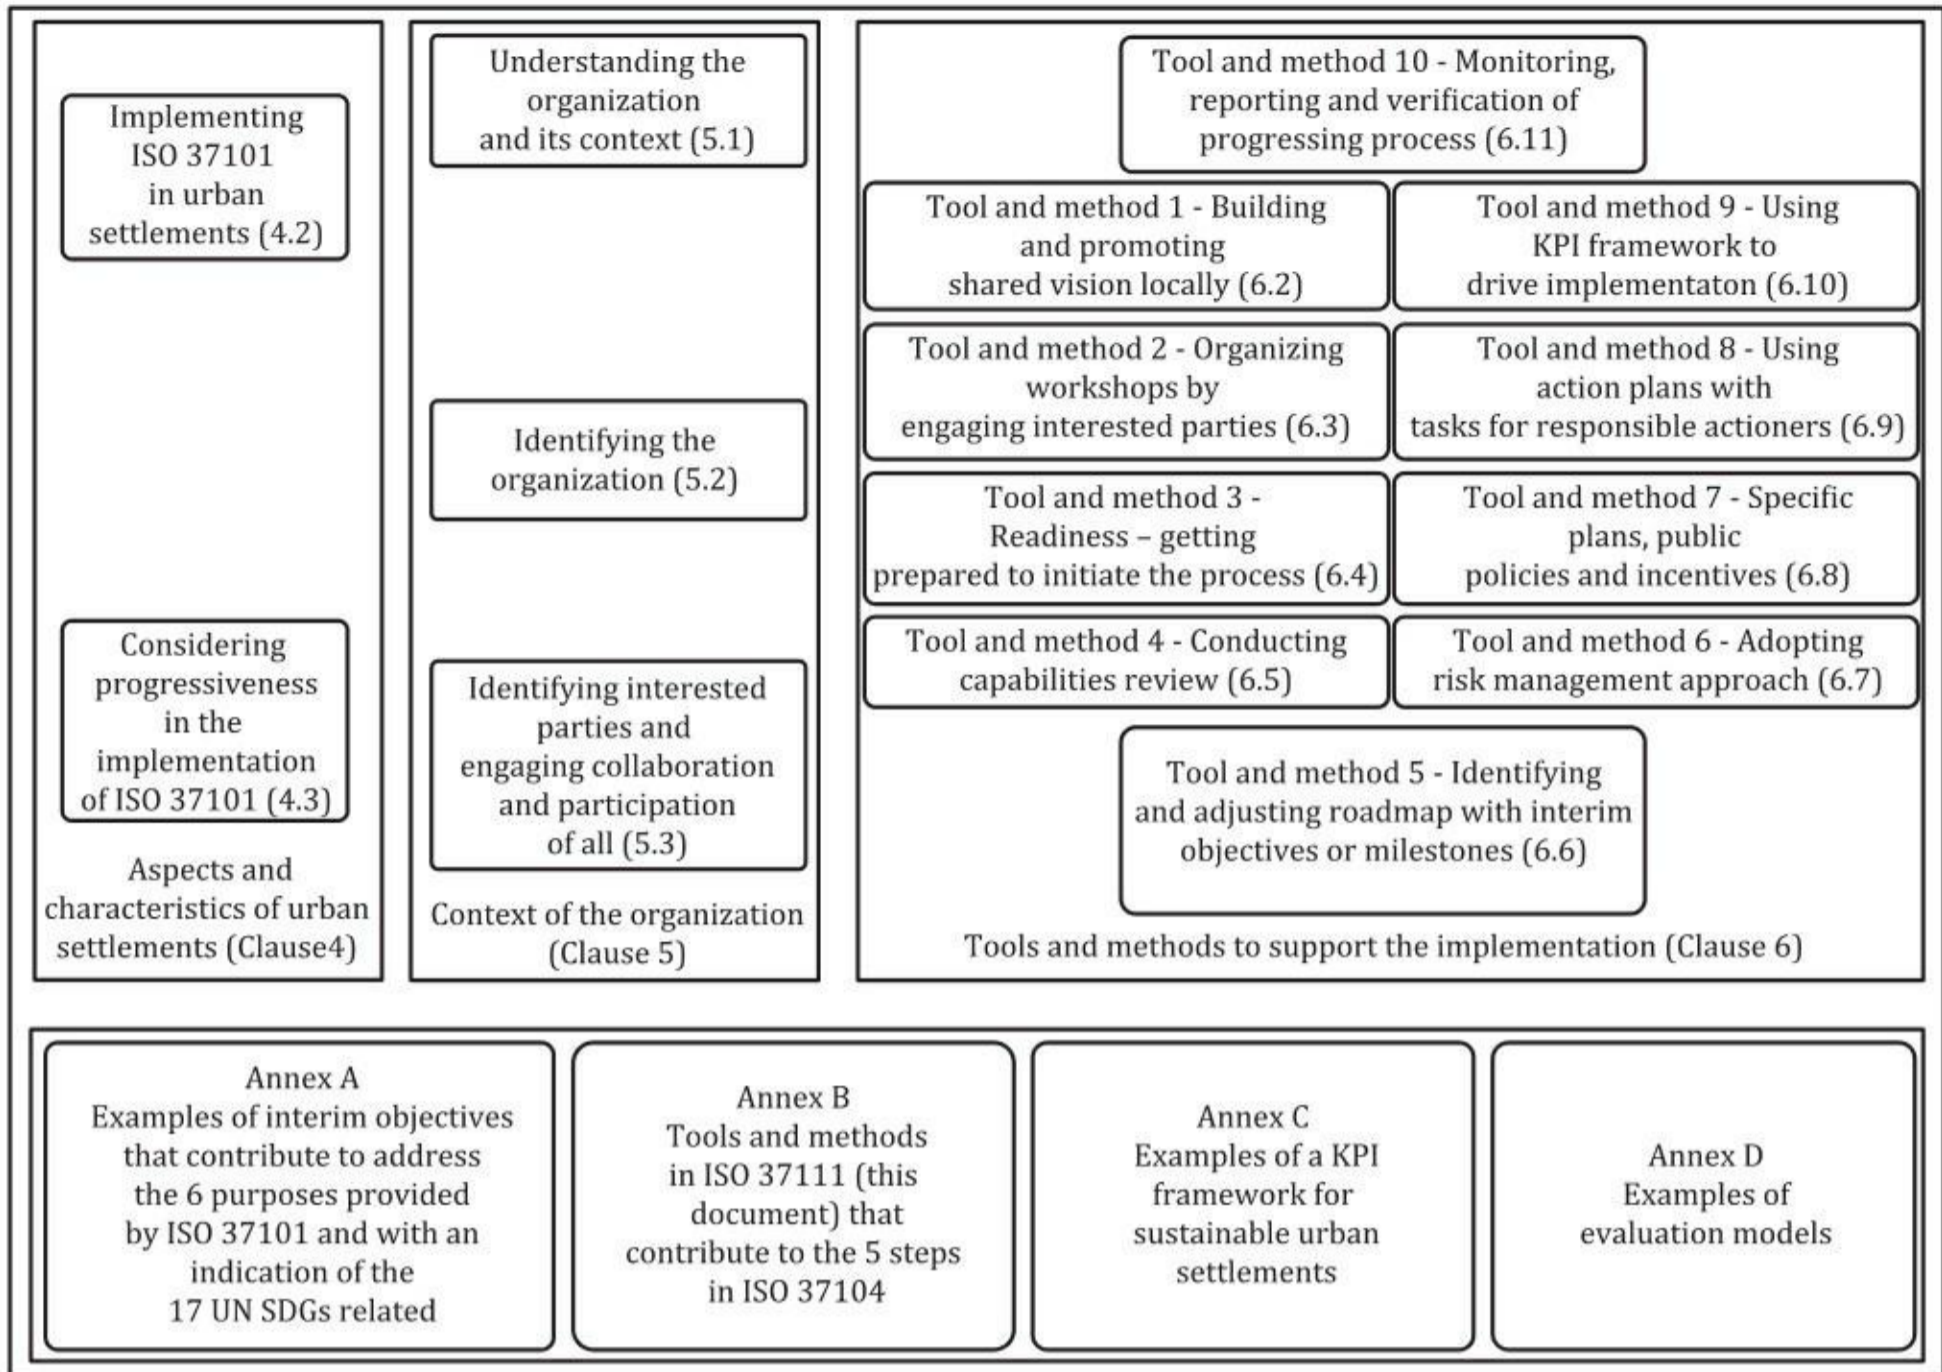 Implementing
ISO 37101
in urban
settlements (4.2)
Considering
progressiveness
in the
implementation
of ISO 37101 (4.3)
Aspects and
characteristics of urban
settlements (Clause4)
Understanding the
organization
and its context (5.1)
Identifying the
organization (5.2)
Identifying interested
parties and
engaging collaboration
and participation
of all (5.3)
Context of the organization
(Clause 5)
Tool and method 10 - Monitoring,
reporting and verification of
progressing process (6.11)
Tool and method 1 - Building
and promoting
shared vision locally (6.2)
Tool and method 9 - Using
KPI framework to
drive implementaton (6.10)
Tool and method 2 - Organizing
workshops by
engaging interested parties (6.3)
Tool and method 8 - Using
action plans with
tasks for responsible actioners (6.9)
Tool and method 3 -
Readiness – getting
prepared to initiate the process (6.4)
Tool and method 7 - Specific
plans, public
policies and incentives (6.8)
Tool and method 4 - Conducting
capabilities review (6.5)
Tool and method 6 - Adopting
risk management approach (6.7)
Tool and method 5 - Identifying
and adjusting roadmap with interim
objectives or milestones (6.6)
Tools and methods to support the implementation (Clause 6)
Annex A
Examples of interim objectives
that contribute to address
the 6 purposes provided
by ISO 37101 and with an
indication of the
17 UN SDGs related
Annex B
Tools and methods
in ISO 37111 (this
document) that
contribute to the 5 steps
in ISO 37104
Annex C
Examples of a KPI
framework for
sustainable urban
settlements
Annex D
Examples of
evaluation models